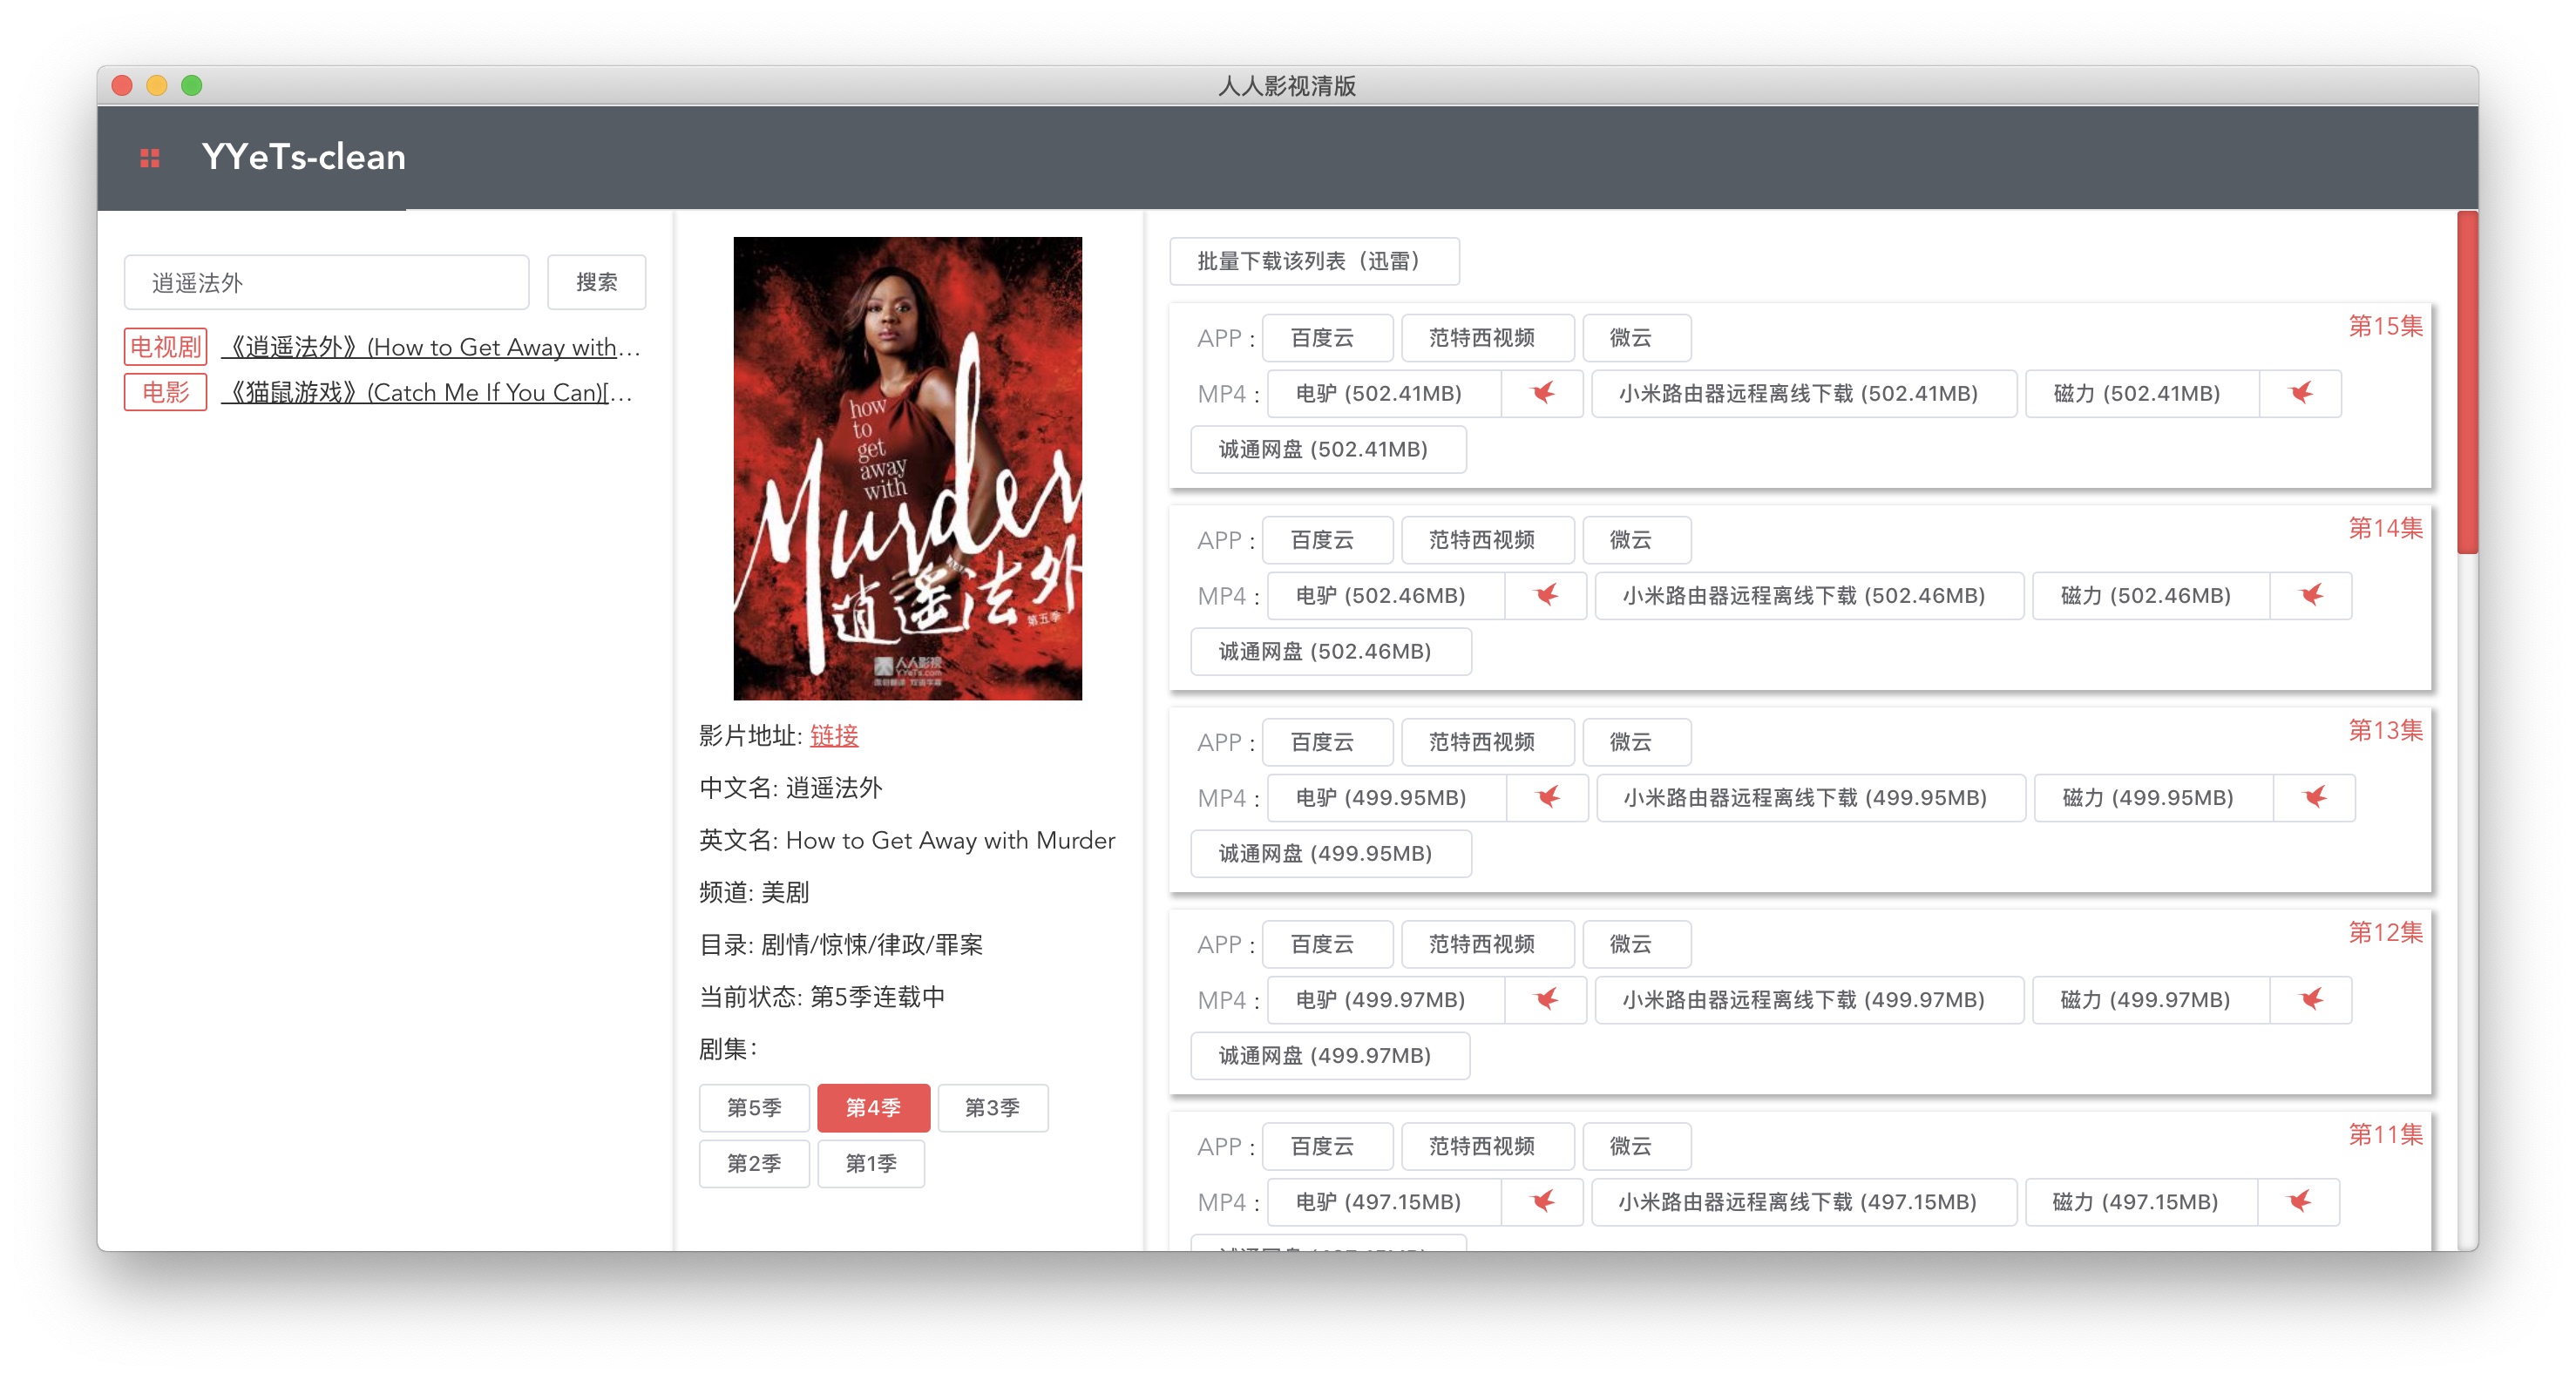 人人影视清版
YYeTs-clean
逍遥法外
搜索
电视剧 《逍遥法外》(How to Get Away with...
电影 《猫鼠游戏》(Catch Me If You Can)[...
how
to
get
away
with
Murder
逍遥法外
第五季
人人影视
YYeTs.com
影片地址: 链接
中文名: 逍遥法外
英文名: How to Get Away with Murder
频道: 美剧
目录: 剧情/惊悚/律政/罪案
当前状态: 第5季连载中
剧集:
第5季 第4季 第3季
第2季 第1季
批量下载该列表（迅雷）
第15集
APP : 百度云 范特西视频 微云
MP4 : 电驴 (502.41MB) 小米路由器远程离线下载 (502.41MB) 磁力 (502.41MB)
诚通网盘 (502.41MB)
第14集
APP : 百度云 范特西视频 微云
MP4 : 电驴 (502.46MB) 小米路由器远程离线下载 (502.46MB) 磁力 (502.46MB)
诚通网盘 (502.46MB)
第13集
APP : 百度云 范特西视频 微云
MP4 : 电驴 (499.95MB) 小米路由器远程离线下载 (499.95MB) 磁力 (499.95MB)
诚通网盘 (499.95MB)
第12集
APP : 百度云 范特西视频 微云
MP4 : 电驴 (499.97MB) 小米路由器远程离线下载 (499.97MB) 磁力 (499.97MB)
诚通网盘 (499.97MB)
第11集
APP : 百度云 范特西视频 微云
MP4 : 电驴 (497.15MB) 小米路由器远程离线下载 (497.15MB) 磁力 (497.15MB)